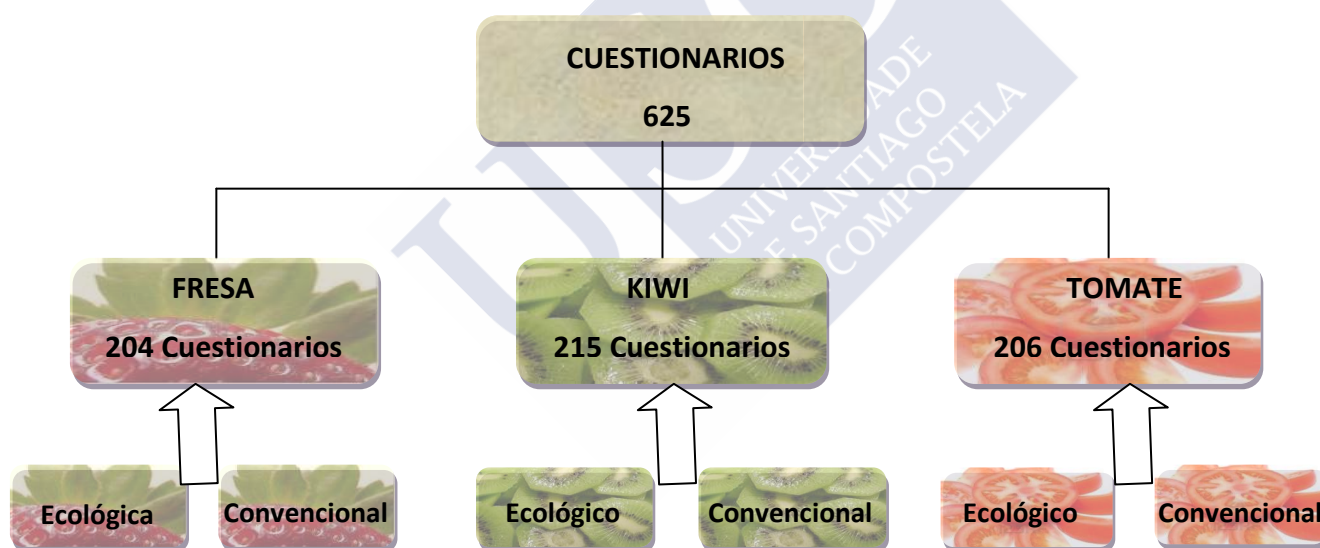 CUESTIONARIOS
625
FRESA
204 Cuestionarios
KIWI
215 Cuestionarios
TOMATE
206 Cuestionarios
Ecológica
Convencional
Ecológico
Convencional
Ecológico
Convencional
UNIVERSIDADE
DE SANTIAGO
DE COMPOSTELA